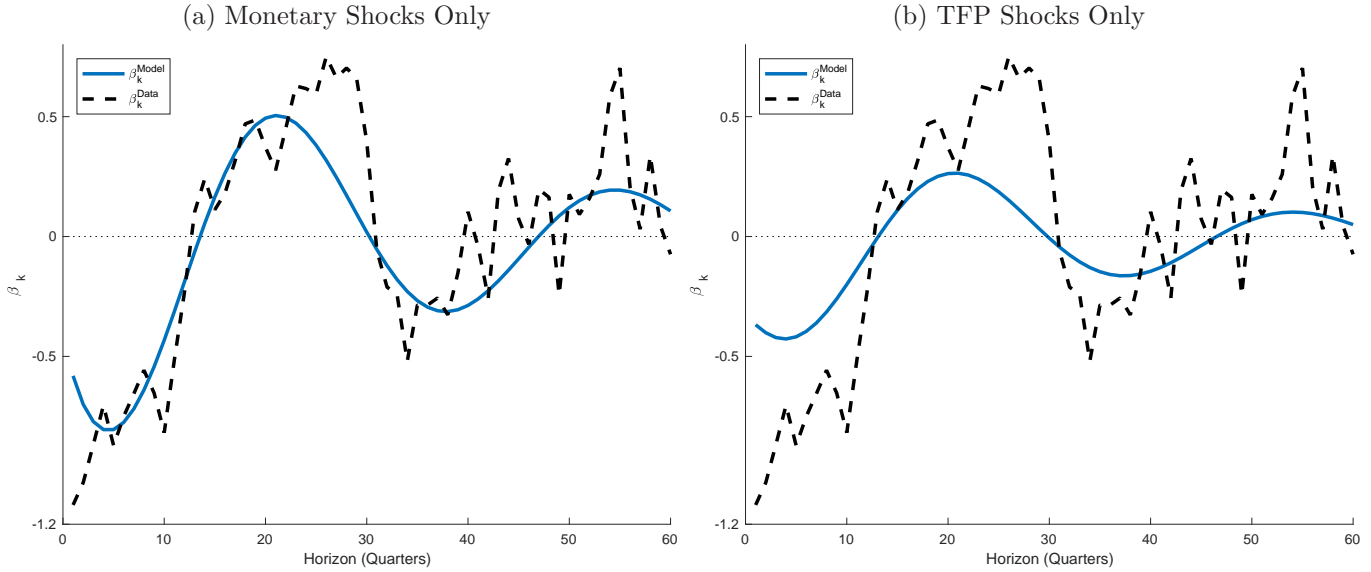 (a) Monetary Shocks Only
β_k^Model
β_k^Data
0.5
0
-0.5
-1.2
β_k
0 10 20 30 40 50 60
Horizon (Quarters)
(b) TFP Shocks Only
β_k^Model
β_k^Data
0.5
0
-0.5
-1.2
β_k
0 10 20 30 40 50 60
Horizon (Quarters)